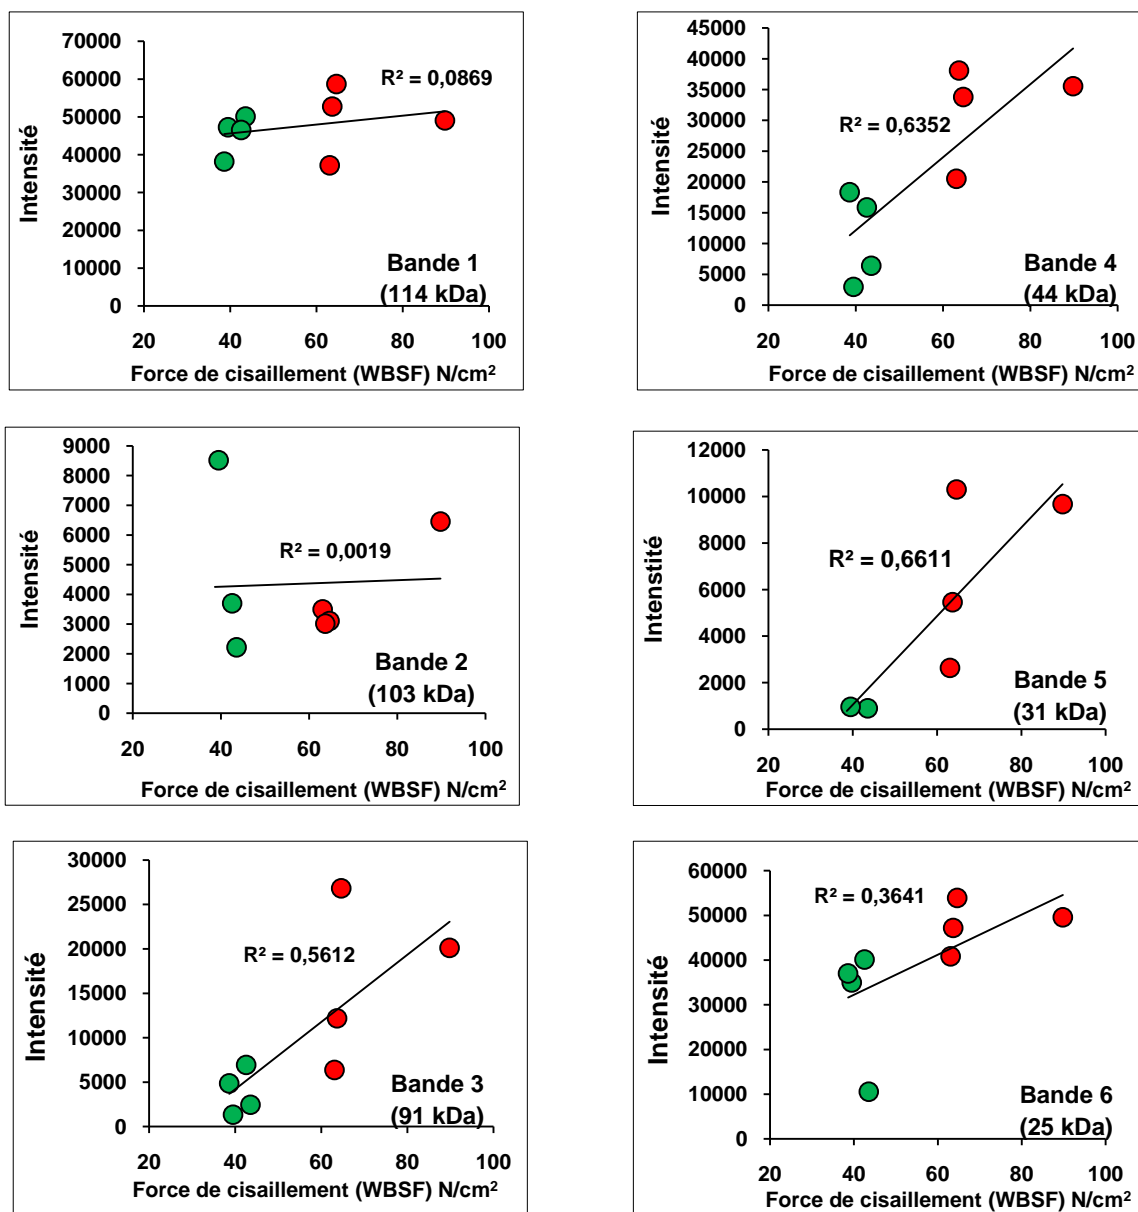 70000
60000
50000
40000
30000
20000
10000
0
Intensité
R² = 0,0869
Bande 1
(114 kDa)
20 40 60 80 100
Force de cisaillement (WBSF) N/cm²
45000
40000
35000
30000
25000
20000
15000
10000
5000
0
Intensité
R² = 0,6352
Bande 4
(44 kDa)
20 40 60 80 100
Force de cisaillement (WBSF) N/cm²
9000
8000
7000
6000
5000
4000
3000
2000
1000
0
Intensité
R² = 0,0019
Bande 2
(103 kDa)
20 40 60 80 100
Force de cisaillement (WBSF) N/cm²
12000
10000
8000
6000
4000
2000
0
Intenstité
R² = 0,6611
Bande 5
(31 kDa)
20 40 60 80 100
Force de cisaillement (WBSF) N/cm²
30000
25000
20000
15000
10000
5000
0
Intensité
R² = 0,5612
Bande 3
(91 kDa)
20 40 60 80 100
Force de cisaillement (WBSF) N/cm²
60000
50000
40000
30000
20000
10000
0
Intensité
R² = 0,3641
Bande 6
(25 kDa)
20 40 60 80 100
Force de cisaillement (WBSF) N/cm²